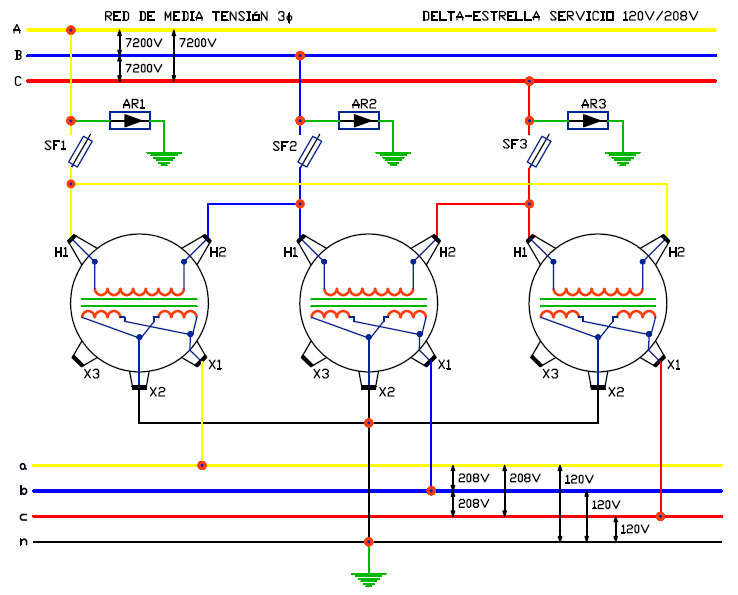 RED DE MEDIA TENSIÓN 3ϕ
DELTA-ESTRELLA SERVICIO 120V/208V
A
7200V
7200V
B
7200V
C
AR1
AR2
AR3
SF1
SF2
SF3
H1
H2
H1
H2
H1
H2
X3
X2
X1
X3
X2
X1
X3
X2
X1
a
208V
208V
120V
b
208V
120V
c
120V
n